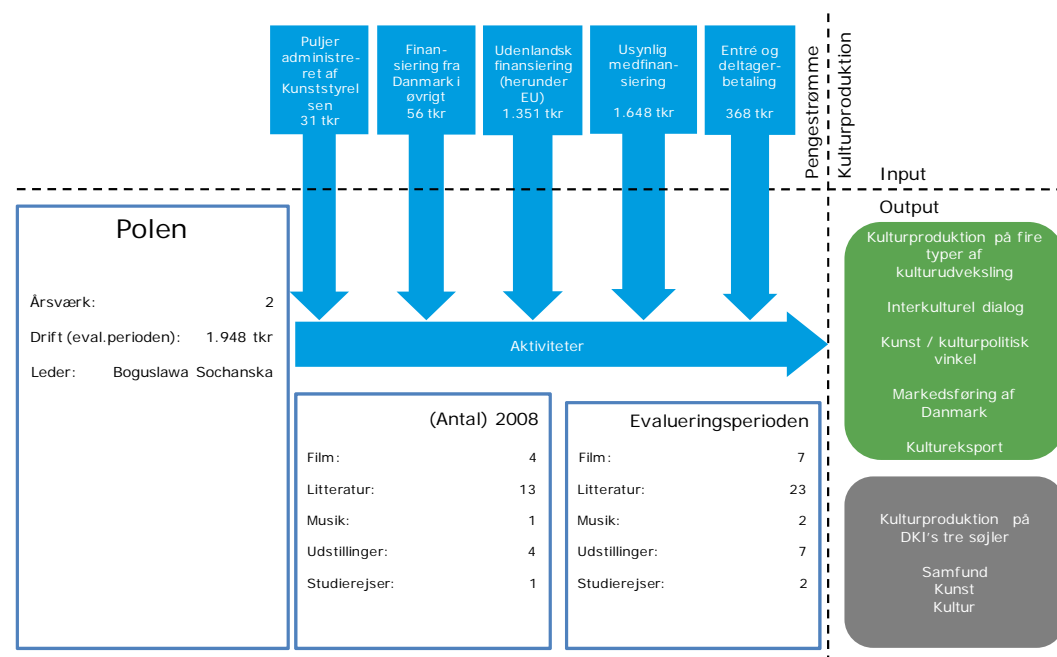 Puljer
administre-
ret af
Kunststyrel
sen
31 tkr
Finan-
siering fra
Danmark i
øvrigt
56 tkr
Udenlandsk
finansiering
(herunder
EU)
1.351 tkr
Usynlig
medfinan-
siering
1.648 tkr
Entré og
deltager-
betaling
368 tkr
Pengestrømme
Kulturproduktion
Input
Output
Polen
Årsværk: 2
Drift (eval.perioden): 1.948 tkr
Leder: Boguslawa Sochanska
Aktiviteter
(Antal) 2008
Film: 4
Litteratur: 13
Musik: 1
Udstillinger: 4
Studierejser: 1
Evalueringsperioden
Film: 7
Litteratur: 23
Musik: 2
Udstillinger: 7
Studierejser: 2
Kulturproduktion på fire
typer af
kulturudveksling
Interkulturel dialog
Kunst / kulturpolitisk
vinkel
Markedsføring af
Danmark
Kultureksport
Kulturproduktion på
DKI's tre søjler
Samfund
Kunst
Kultur